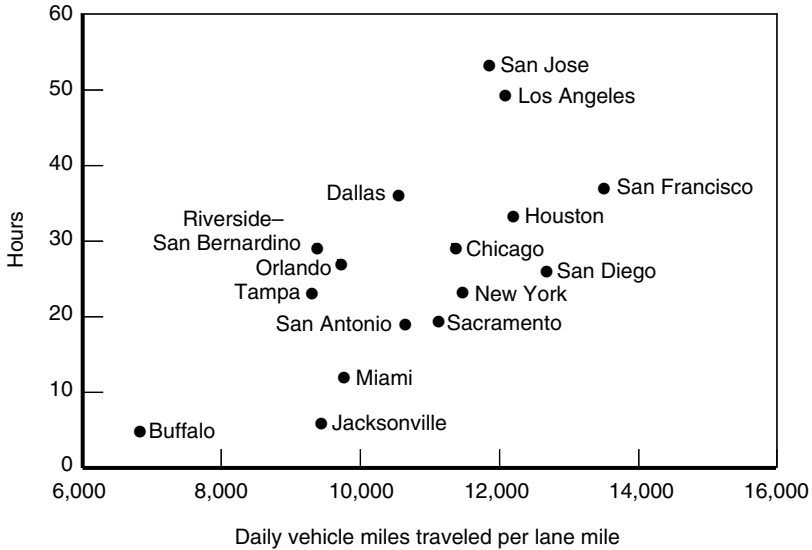 60
50
40
30
20
10
0
Hours
San Jose
Los Angeles
San Francisco
Dallas
Houston
Riverside–
San Bernardino
Chicago
Orlando
San Diego
Tampa
New York
San Antonio
Sacramento
Miami
Jacksonville
Buffalo
6,000
8,000
10,000
12,000
14,000
16,000
Daily vehicle miles traveled per lane mile